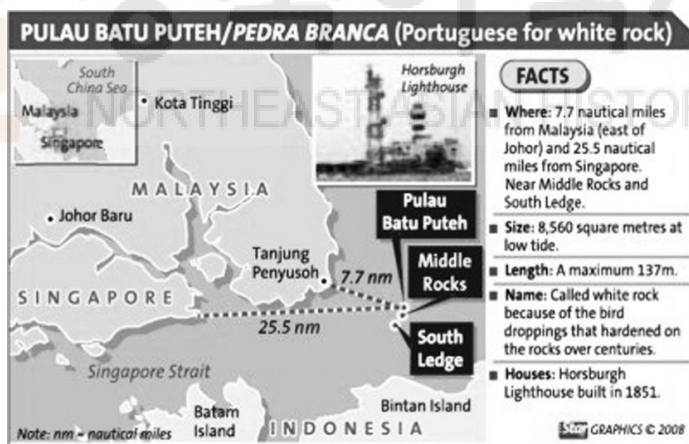 PULAU BATU PUTEH/PEDRA BRANCA (Portuguese for white rock)
South
China Sea
Malaysia
Singapore
Kota Tinggi
Horsburgh
Lighthouse
NORTHEAST ASIAN HISTOR
MALAYSIA
Johor Baru
Pulau
Batu Puteh
Tanjung
Penyusoh
7.7 nm
Middle
Rocks
SINGAPORE
25.5 nm
South
Ledge
Singapore Strait
Batam
Island
Bintan Island
INDONESIA
Note: nm – nautical miles
FACTS
Where: 7.7 nautical miles
from Malaysia (east of
Johor) and 25.5 nautical
miles from Singapore.
Near Middle Rocks and
South Ledge.
Size: 8,560 square metres at
low tide.
Length: A maximum 137m.
Name: Called white rock
because of the bird
droppings that hardened on
the rocks over centuries.
Houses: Horsburgh
Lighthouse built in 1851.
Star GRAPHICS © 2008